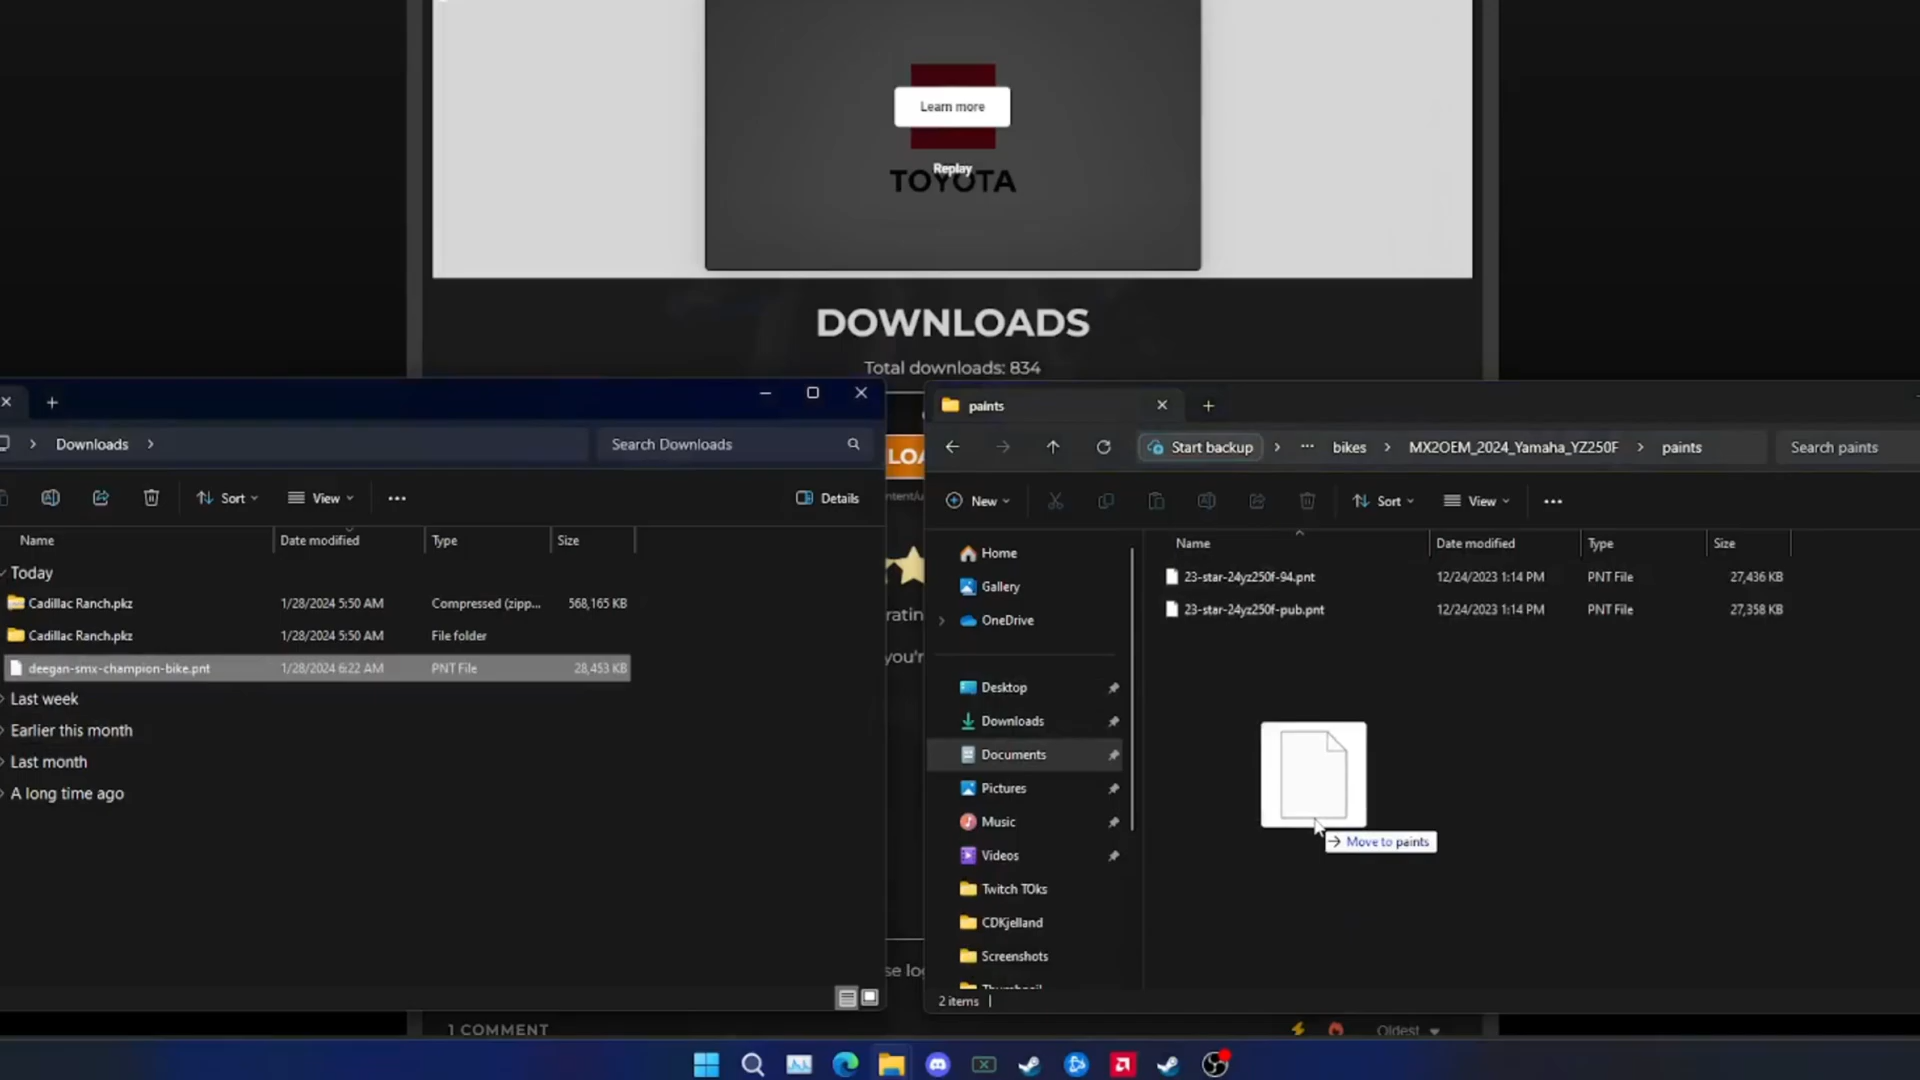 Learn more
Replay
TOYOTA
DOWNLOADS
Total downloads: 834
Downloads
Search Downloads
Sort
View
Details
Name
Date modified
Type
Size
Today
Cadillac Ranch.pkz
1/28/2024 5:50 AM
Compressed (zipp...
568,165 KB
Cadillac Ranch.pkz
1/28/2024 5:50 AM
File folder
deegan-smx-champion-bike.pnt
1/28/2024 6:22 AM
PNT File
28,453 KB
Last week
Earlier this month
Last month
A long time ago
LOA
ratin
you'r
se log
paints
Start backup
bikes
MX2OEM_2024_Yamaha_YZ250F
paints
Search paints
New
Sort
View
Home
Gallery
OneDrive
Desktop
Downloads
Documents
Pictures
Music
Videos
Twitch TOks
CDKjelland
Screenshots
Name
Date modified
Type
Size
23-star-24yz250f-94.pnt
12/24/2023 1:14 PM
PNT File
27,436 KB
23-star-24yz250f-pub.pnt
12/24/2023 1:14 PM
PNT File
27,358 KB
Move to paints
2 items
1 COMMENT
Oldest